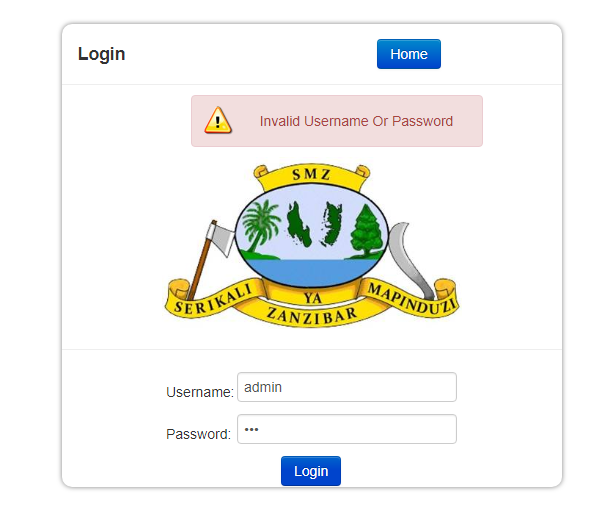 Login
Home
Invalid Username Or Password
SMZ
SERIKALI YA MAPINDUZI
ZANZIBAR
Username: admin
Password: •••
Login